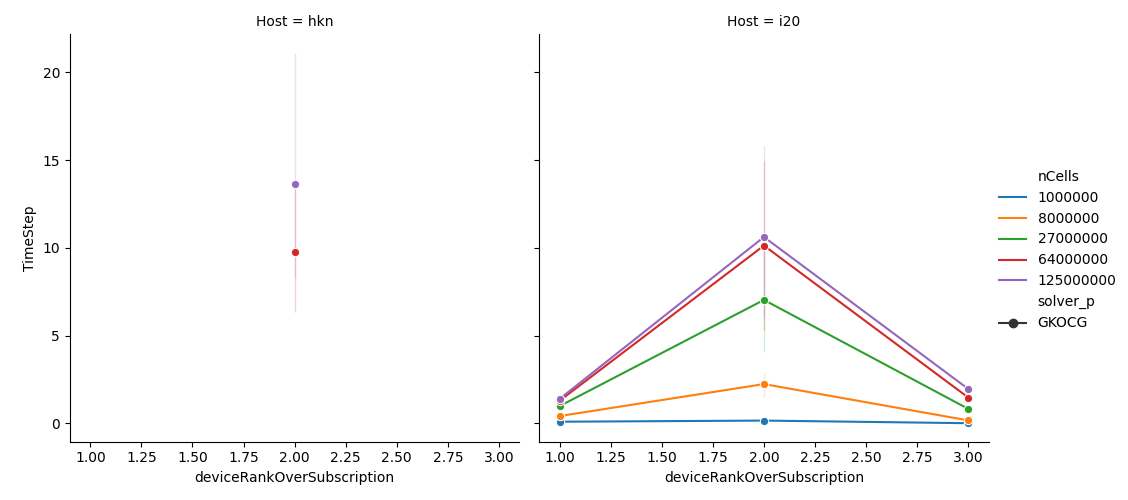 Host = hkn
Host = i20
TimeStep
20
15
10
5
0
1.00 1.25 1.50 1.75 2.00 2.25 2.50 2.75 3.00
deviceRankOverSubscription
1.00 1.25 1.50 1.75 2.00 2.25 2.50 2.75 3.00
deviceRankOverSubscription
nCells
1000000
8000000
27000000
64000000
125000000
solver_p
GKOCG